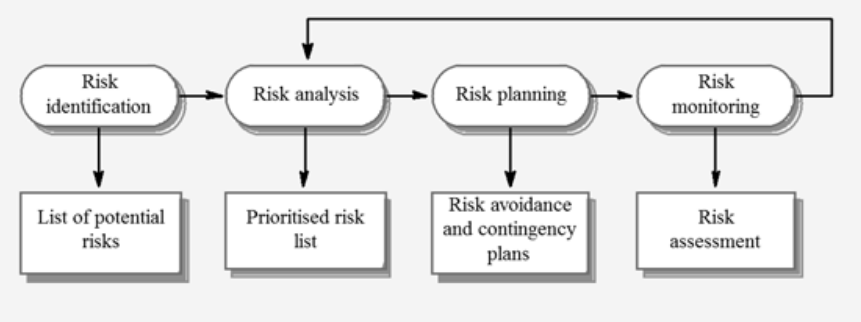 Risk
identification
Risk analysis
Risk planning
Risk
monitoring
List of potential
risks
Prioritised risk
list
Risk avoidance
and contingency
plans
Risk
assessment